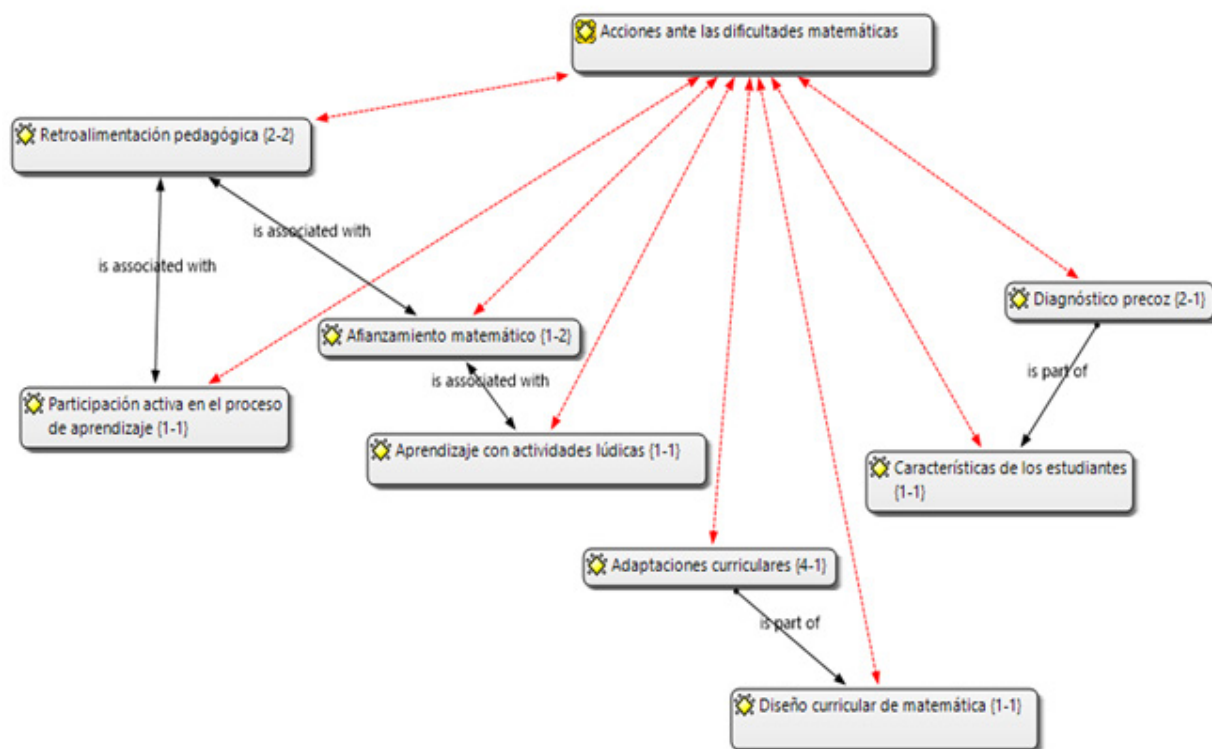 Acciones ante las dificultades matemáticas
Retroalimentación pedagógica {2-2}
is associated with
is associated with
Diagnóstico precoz {2-1}
Afianzamiento matemático {1-2}
is associated with
is part of
Participación activa en el proceso
de aprendizaje {1-1}
Aprendizaje con actividades lúdicas {1-1}
Características de los estudiantes
{1-1}
Adaptaciones curriculares {4-1}
is part of
Diseño curricular de matemática {1-1}